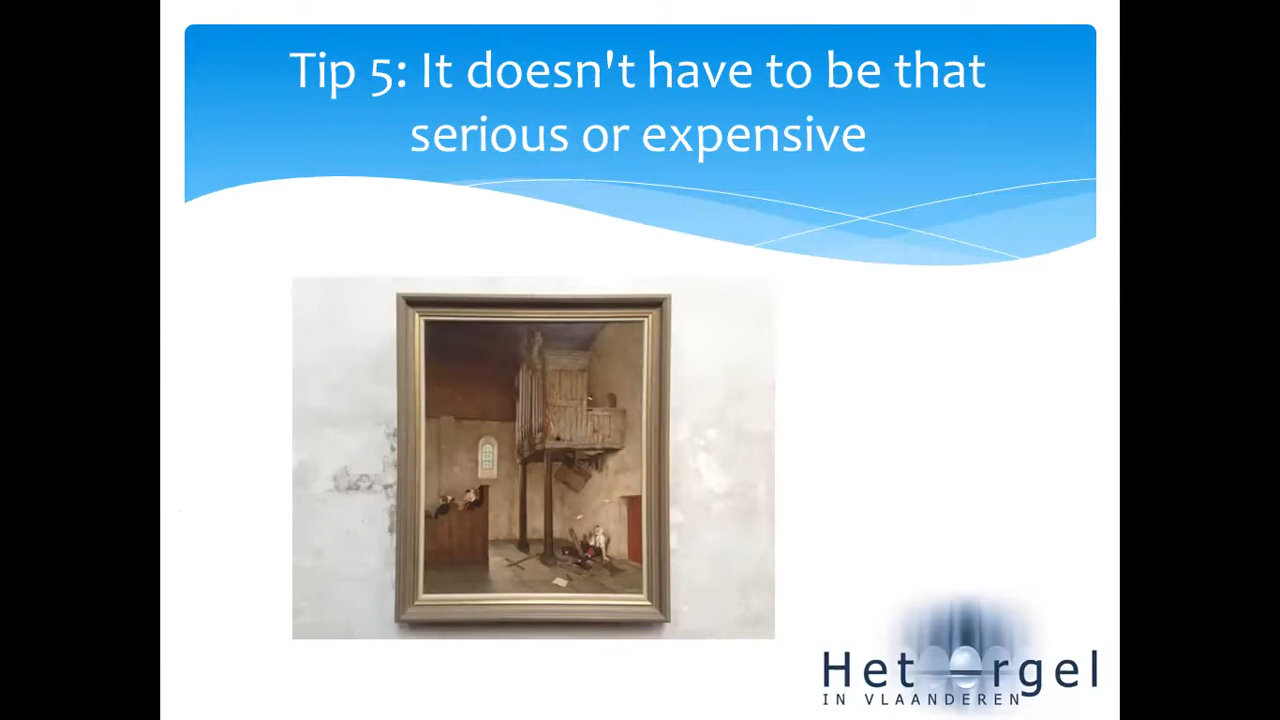 Tip 5: It doesn't have to be that
serious or expensive
Het orgel
IN VLAANDEREN